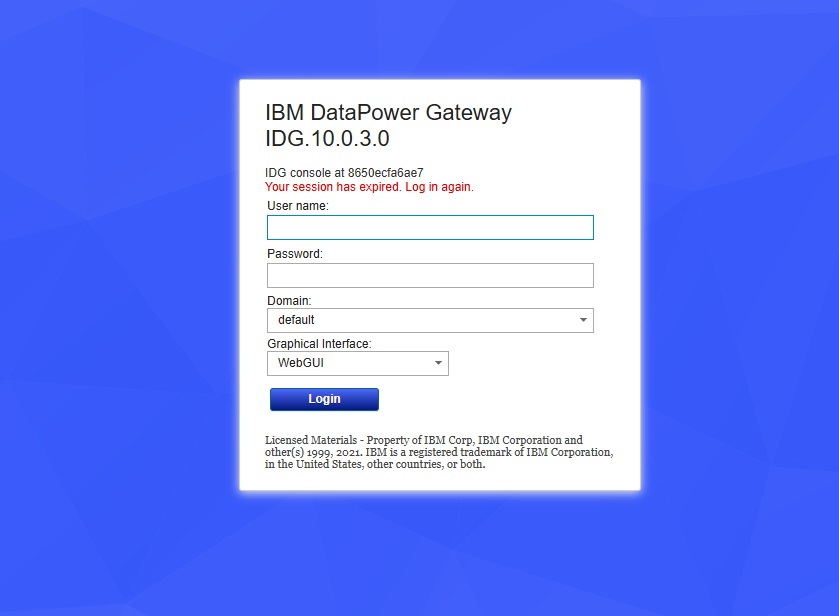 IBM DataPower Gateway
IDG.10.0.3.0
IDG console at 8650ecfa6ae7
Your session has expired. Log in again.
User name:
Password:
Domain:
default
Graphical Interface:
WebGUI
Login
Licensed Materials - Property of IBM Corp, IBM Corporation and
other(s) 1999, 2021. IBM is a registered trademark of IBM Corporation,
in the United States, other countries, or both.